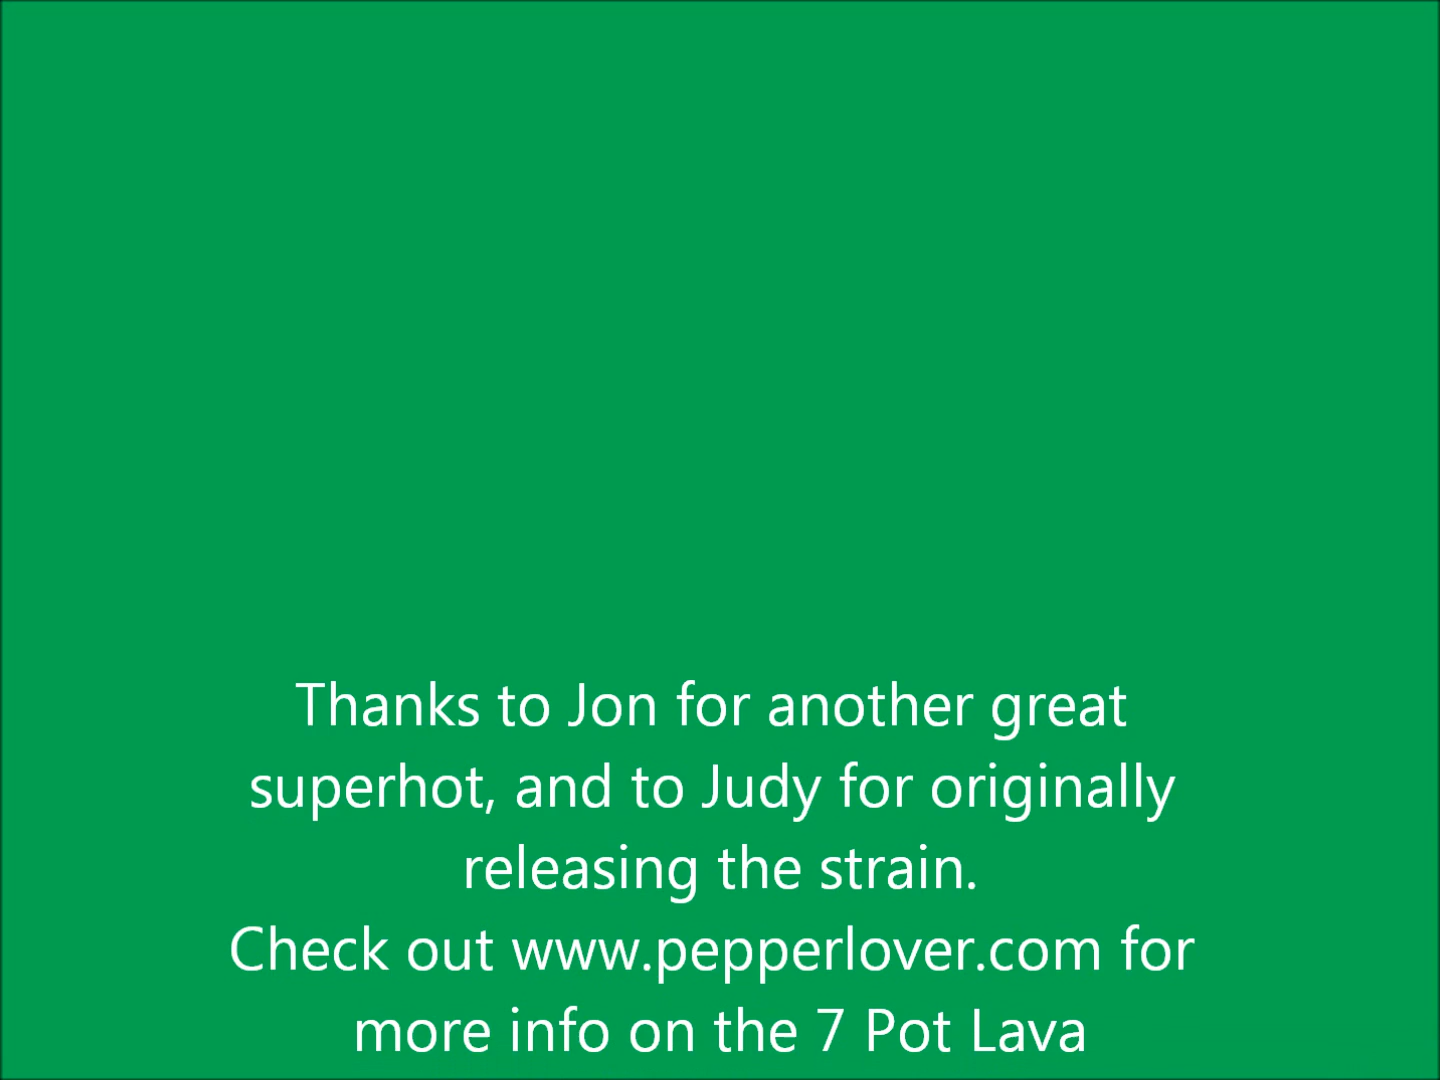 Thanks to Jon for another great
superhot, and to Judy for originally
releasing the strain.
Check out www.pepperlover.com for
more info on the 7 Pot Lava